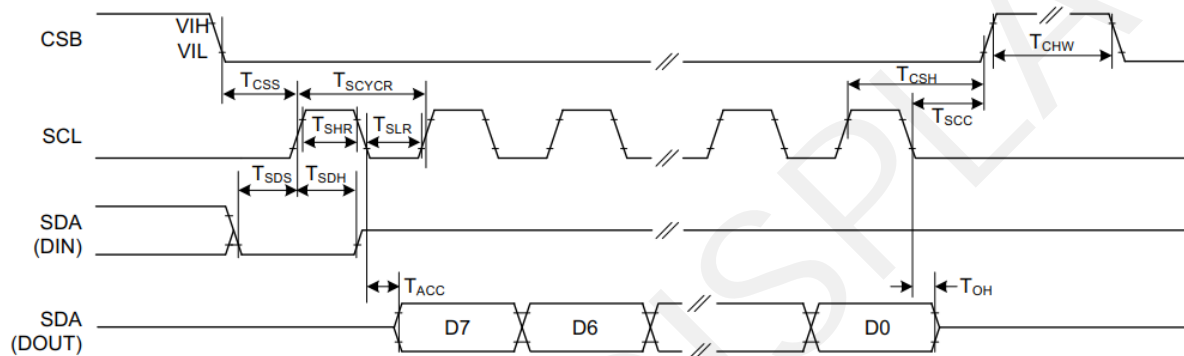 CSB
VIH
VIL
TCHW
TCSS
TSCYCR
TCSH
SCL
TSHR
TSLR
TSCC
TSDS
TSDH
SDA
(DIN)
TACC
TOH
SDA
(DOUT)
D7
D6
D0